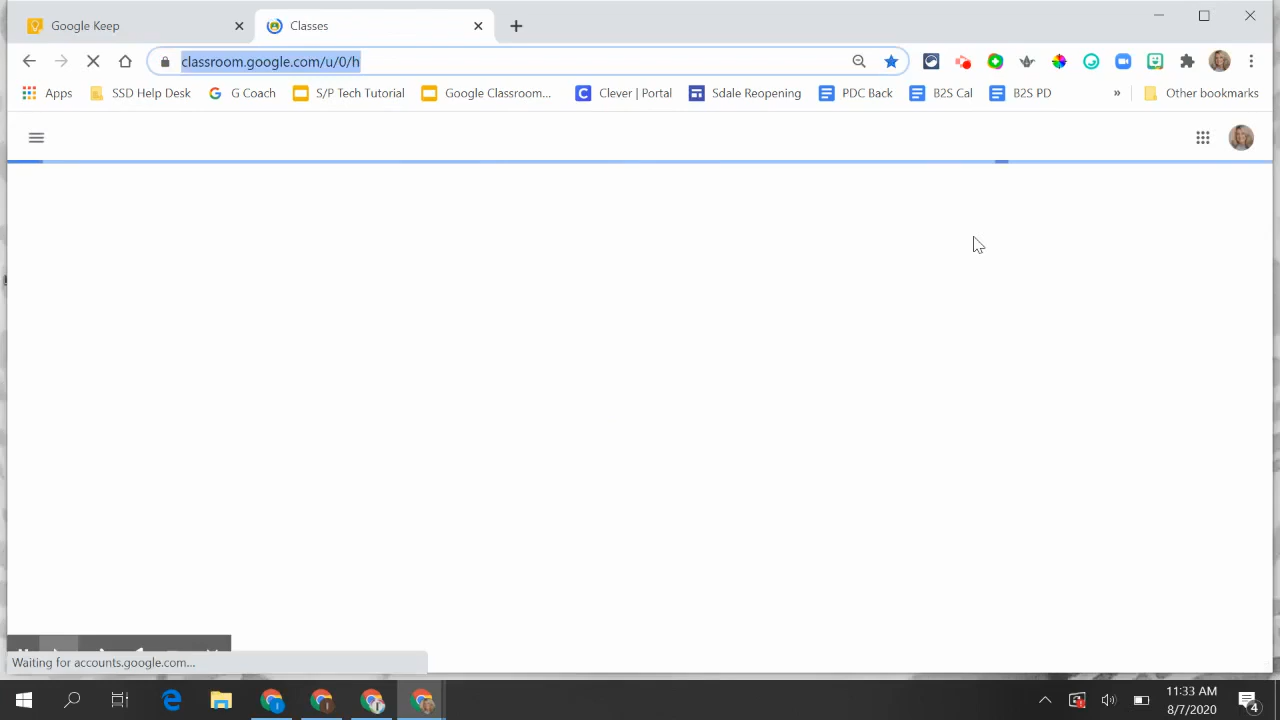 Google Keep
Classes
classroom.google.com/u/0/h
Apps SSD Help Desk G Coach S/P Tech Tutorial Google Classroom... Clever | Portal Sdale Reopening PDC Back B2S Cal B2S PD » Other bookmarks
Waiting for accounts.google.com...
11:33 AM
8/7/2020
4